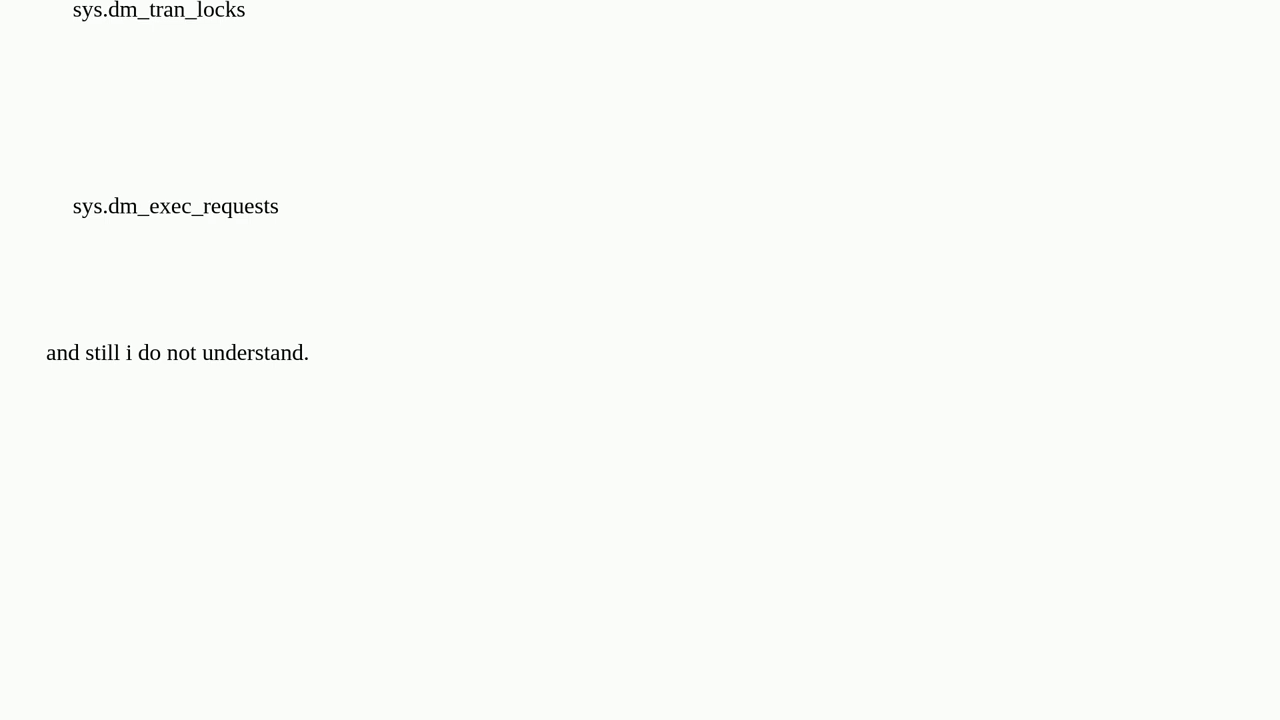 sys.dm_tran_locks
sys.dm_exec_requests
and still i do not understand.